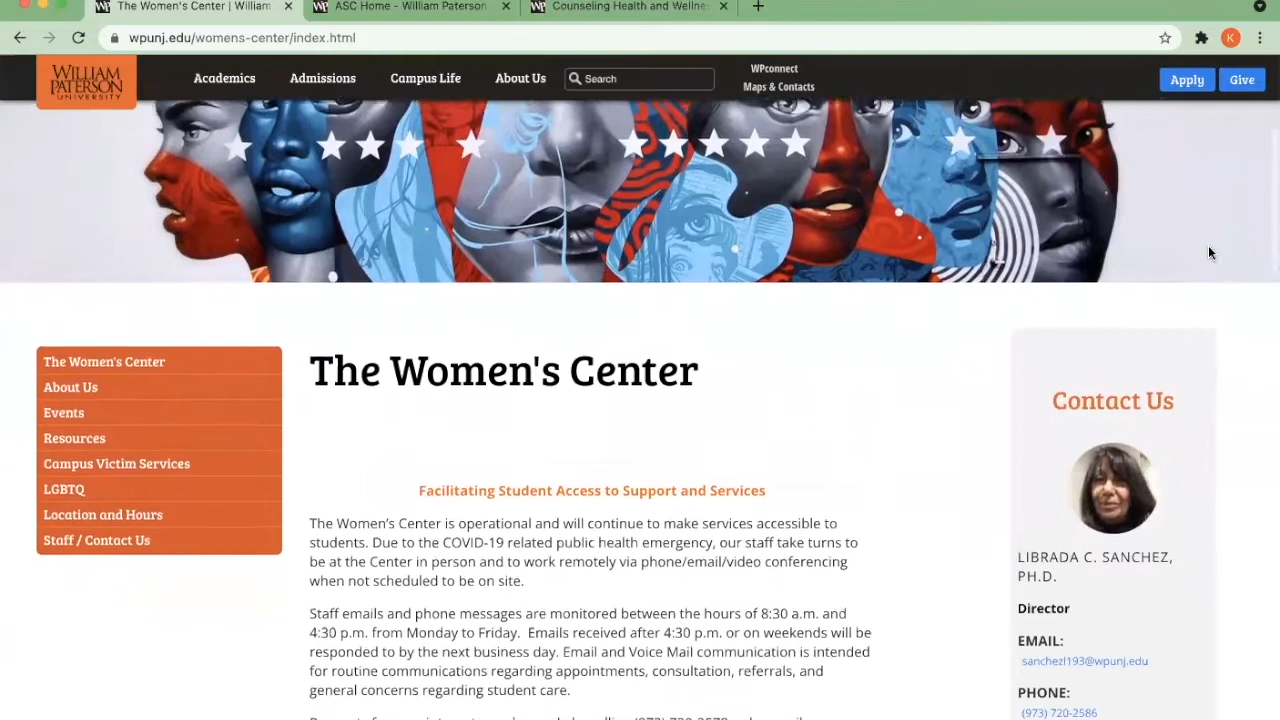 The Women's Center | William
ASC Home - William Paterson
Counseling Health and Wellne
wpunj.edu/womens-center/index.html
K
WILLIAM
PATERSON
UNIVERSITY
Academics
Admissions
Campus Life
About Us
Search
WPconnect
Maps & Contacts
Apply
Give
The Women's Center
About Us
Events
Resources
Campus Victim Services
LGBTQ
Location and Hours
Staff / Contact Us
The Women's Center
Facilitating Student Access to Support and Services
The Women’s Center is operational and will continue to make services accessible to
students. Due to the COVID-19 related public health emergency, our staff take turns to
be at the Center in person and to work remotely via phone/email/video conferencing
when not scheduled to be on site.
Staff emails and phone messages are monitored between the hours of 8:30 a.m. and
4:30 p.m. from Monday to Friday. Emails received after 4:30 p.m. or on weekends will be
responded to by the next business day. Email and Voice Mail communication is intended
for routine communications regarding appointments, consultation, referrals, and
general concerns regarding student care.
Contact Us
LIBRADA C. SANCHEZ,
PH.D.
Director
EMAIL:
sanchezl193@wpunj.edu
PHONE:
(973) 720-2586